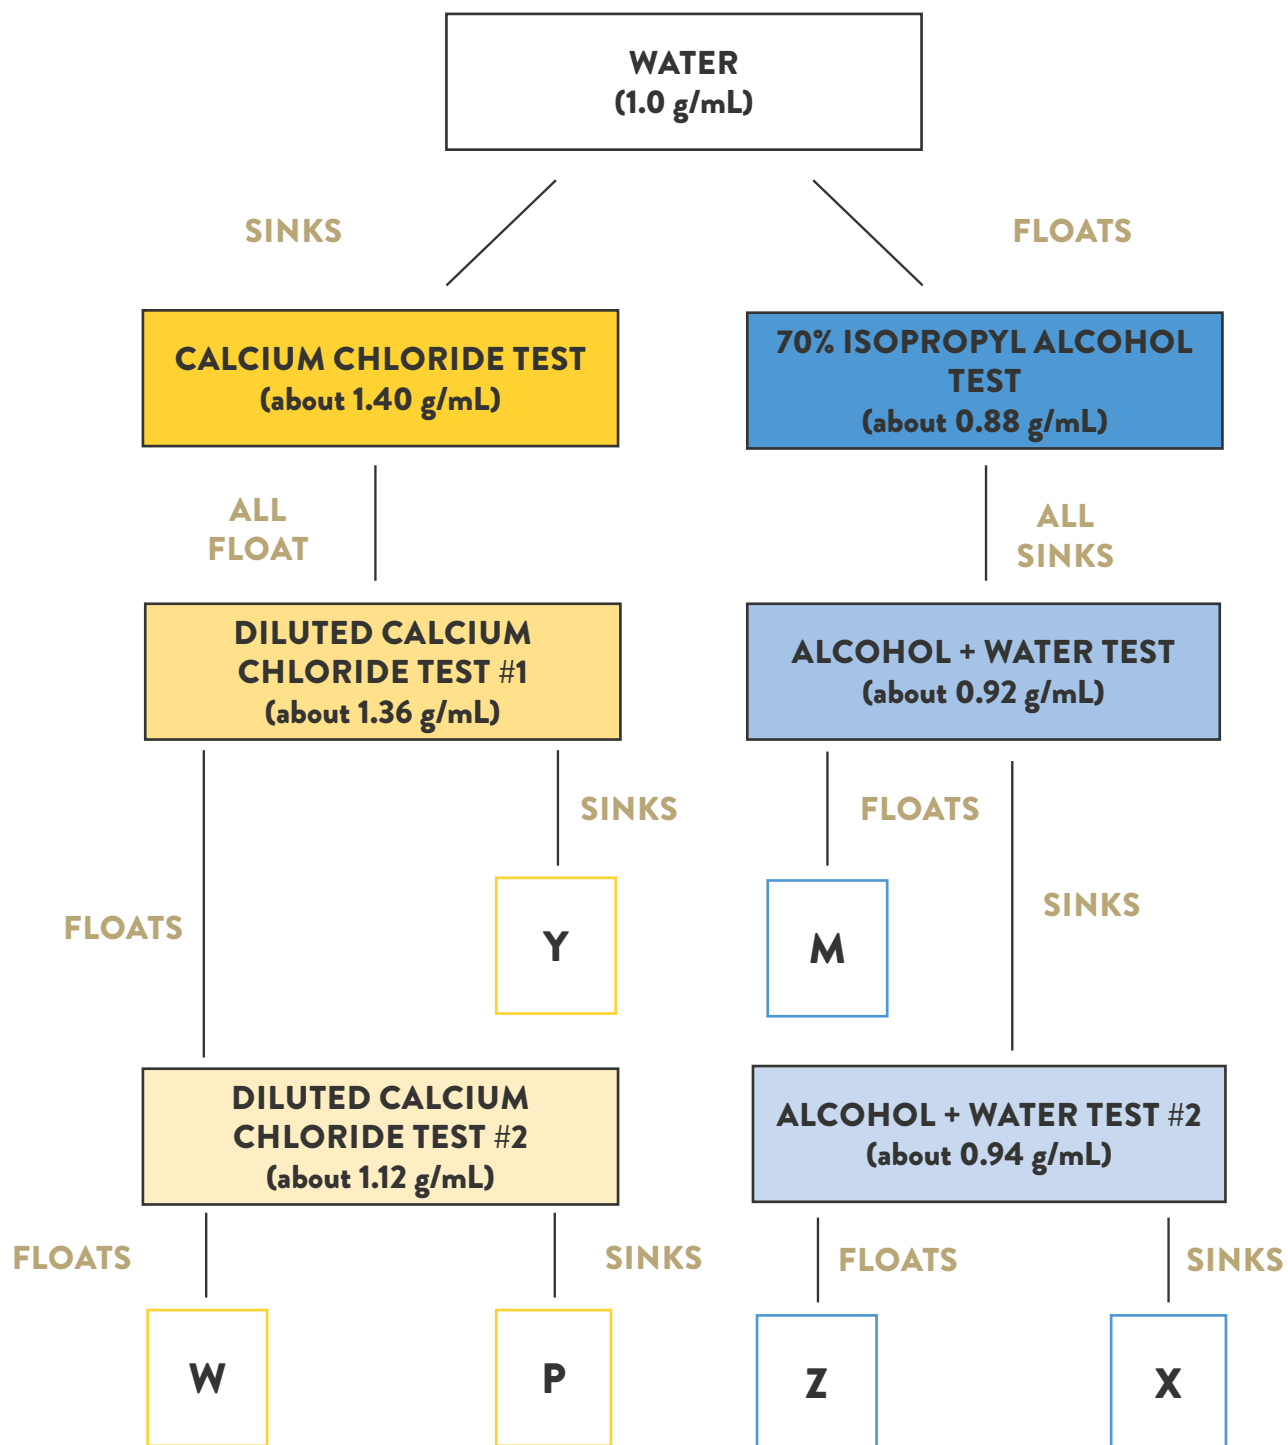 WATER
(1.0 g/mL)
SINKS
FLOATS
CALCIUM CHLORIDE TEST
(about 1.40 g/mL)
70% ISOPROPYL ALCOHOL
TEST
(about 0.88 g/mL)
ALL
FLOAT
ALL
SINKS
DILUTED CALCIUM
CHLORIDE TEST #1
(about 1.36 g/mL)
ALCOHOL + WATER TEST
(about 0.92 g/mL)
SINKS
FLOATS
FLOATS
SINKS
Y
M
DILUTED CALCIUM
CHLORIDE TEST #2
(about 1.12 g/mL)
ALCOHOL + WATER TEST #2
(about 0.94 g/mL)
FLOATS
SINKS
FLOATS
SINKS
W
P
Z
X